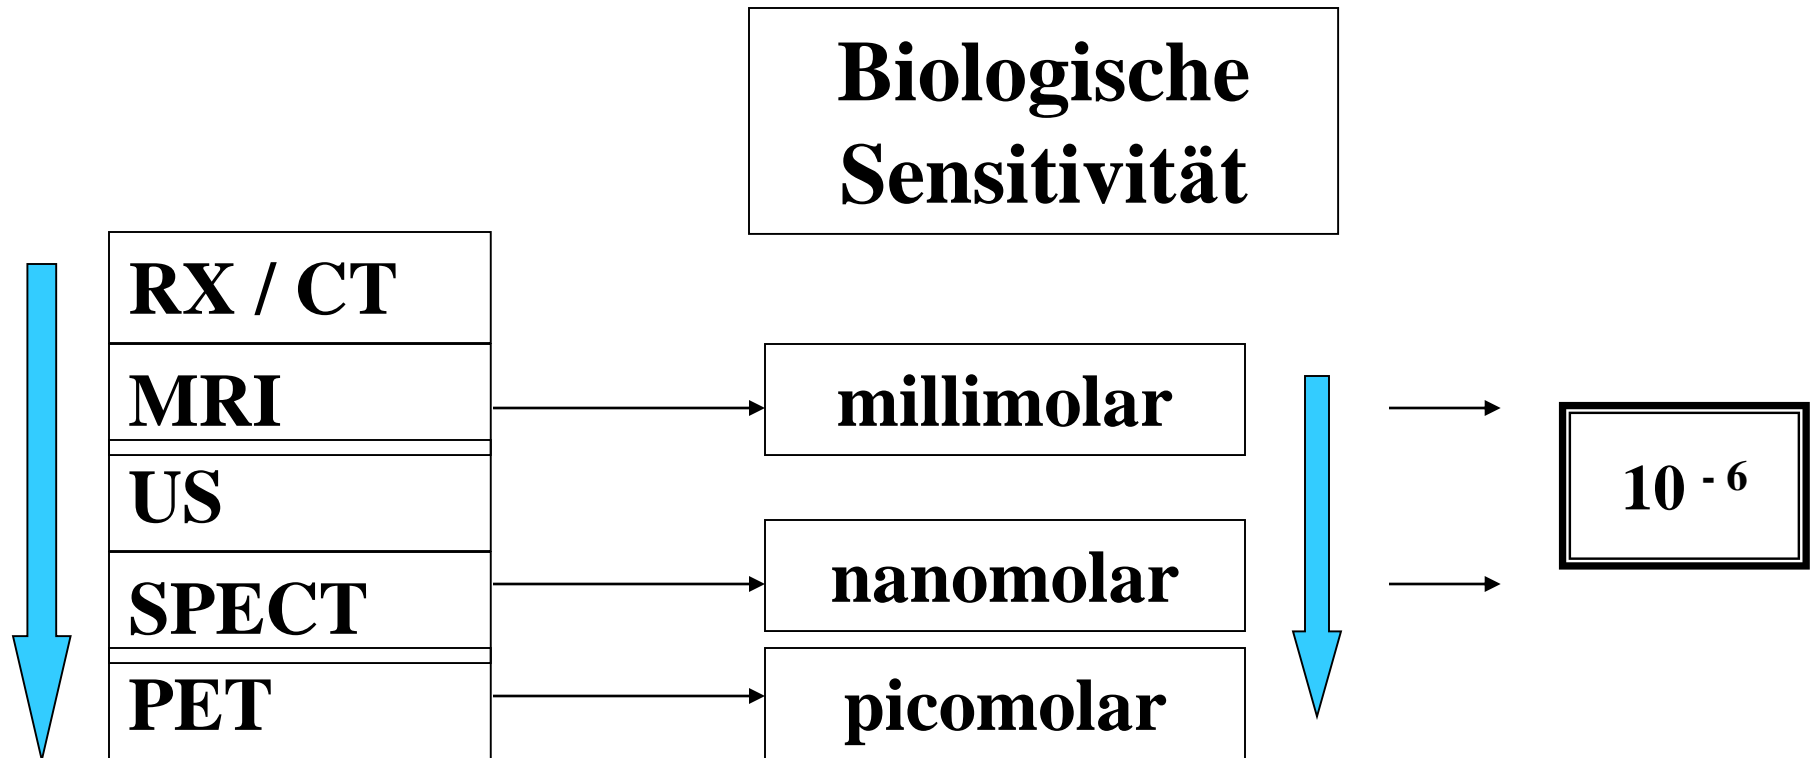 Biologische
Sensitivität
RX / CT
MRI
millimolar
10 - 6
US
SPECT
nanomolar
PET
picomolar